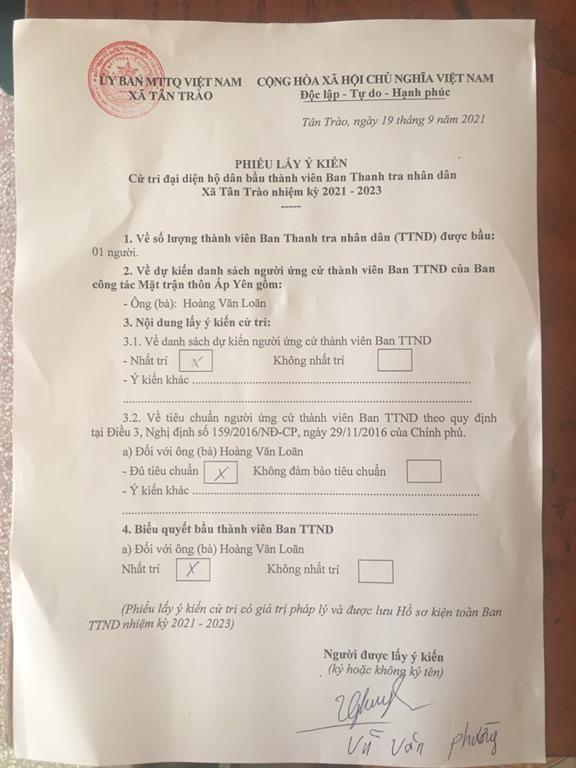 ỦY BAN MTTQ VIỆT NAM
XÃ TÂN TRÀO
CỘNG HÒA XÃ HỘI CHỦ NGHĨA VIỆT NAM
Độc lập - Tự do - Hạnh phúc
Tân Trào, ngày 19 tháng 9 năm 2021
PHIẾU LẤY Ý KIẾN
Cử tri đại diện hộ dân bầu thành viên Ban Thanh tra nhân dân
Xã Tân Trào nhiệm kỳ 2021 - 2023
-----
1. Về số lượng thành viên Ban Thanh tra nhân dân (TTND) được bầu:
01 người.
2. Về dự kiến danh sách người ứng cử thành viên Ban TTND của Ban
công tác Mặt trận thôn Áp Yên gồm:
- Ông (bà): Hoàng Văn Loãn
3. Nội dung lấy ý kiến cử tri:
3.1. Về danh sách dự kiến người ứng cử thành viên Ban TTND
- Nhất trí Không nhất trí
- Ý kiến khác
3.2. Về tiêu chuẩn người ứng cử thành viên Ban TTND theo quy định
tại Điều 3, Nghị định số 159/2016/NĐ-CP, ngày 29/11/2016 của Chính phủ.
a) Đối với ông (bà) Hoàng Văn Loãn
- Đủ tiêu chuẩn X Không đảm bảo tiêu chuẩn
- Ý kiến khác
4. Biểu quyết bầu thành viên Ban TTND
a) Đối với ông (bà) Hoàng Văn Loãn
Nhất trí X Không nhất trí
(Phiếu lấy ý kiến cử tri có giá trị pháp lý và được lưu Hồ sơ kiện toàn Ban
TTND nhiệm kỳ 2021 - 2023)
Người được lấy ý kiến
(ký hoặc không ký tên)
Vũ Văn Phường